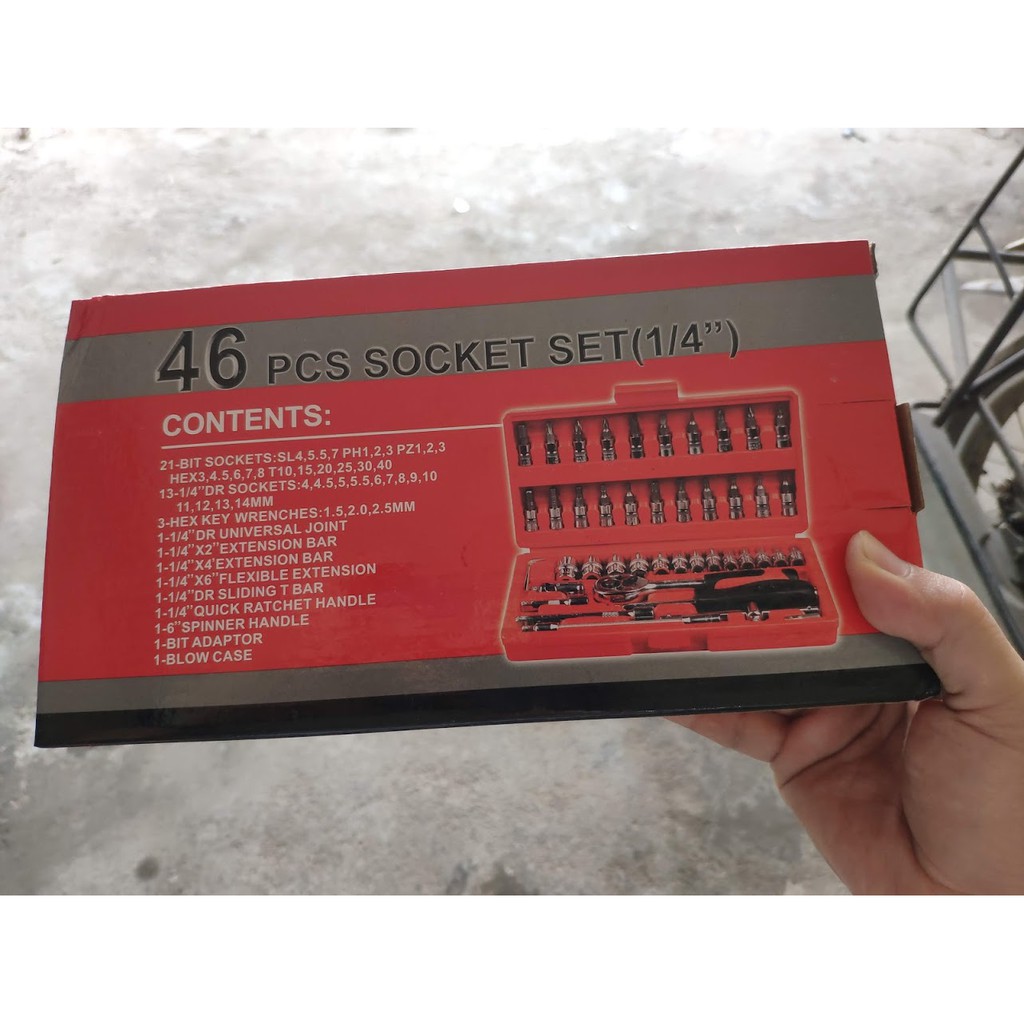 46 PCS SOCKET SET(1/4”)
CONTENTS:
21-BIT SOCKETS:SL4,5.5,7 PH1,2,3 PZ1,2,3
HEX3,4.5,6,7,8 T10,15,20,25,30,40
13-1/4”DR SOCKETS:4,4.5,5,5.5,6,7,8,9,10
11,12,13,14MM
3-HEX KEY WRENCHES:1.5,2.0,2.5MM
1-1/4”DR UNIVERSAL JOINT
1-1/4”X2”EXTENSION BAR
1-1/4”X4’EXTENSION BAR
1-1/4”X6”FLEXIBLE EXTENSION
1-1/4”DR SLIDING T BAR
1-1/4”QUICK RATCHET HANDLE
1-6”SPINNER HANDLE
1-BIT ADAPTOR
1-BLOW CASE